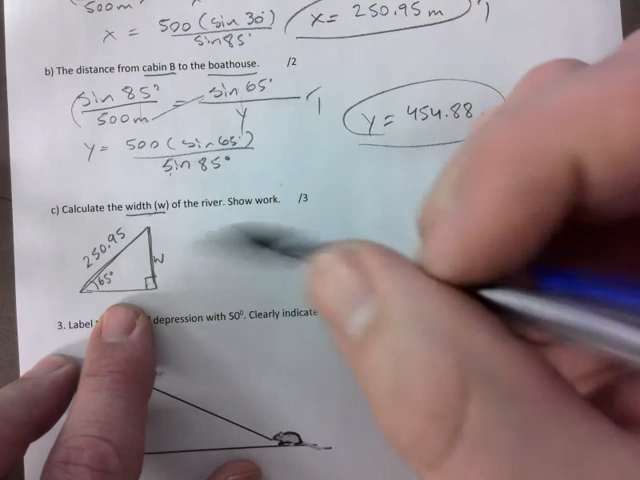 500m
x = 500 (sin 30°) / sin 85°
x = 250.95 m
b) The distance from cabin B to the boathouse. /2
sin 85° / 500m = sin 65° / y
y = 500 (sin 65°) / sin 85°
y = 454.88
c) Calculate the width (w) of the river. Show work. /3
250.95
65°
W
3. Label depression with 50⁰. Clearly indicate